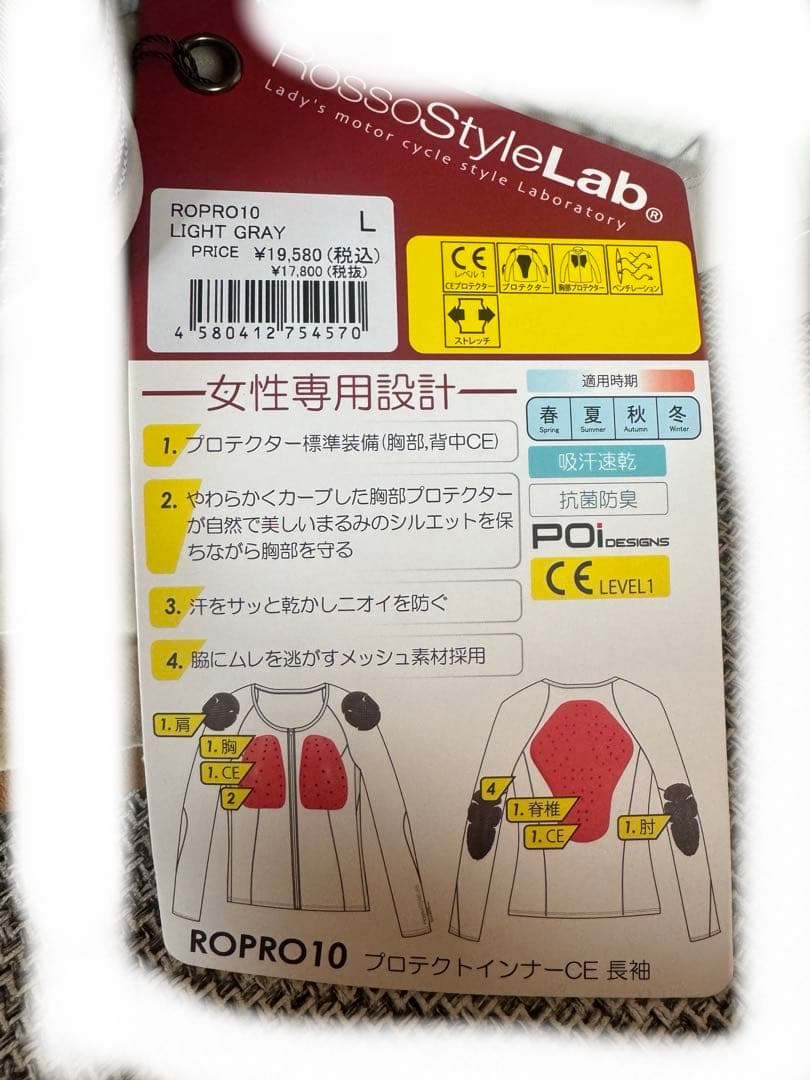 RossoStyleLab®
Lady's motor cycle style Laboratory
ROPRO10 L
LIGHT GRAY
PRICE ¥19,580(税込)
¥17,800(税抜)
4 580412 754570
CE
レベル1
CEプロテクター
プロテクター
胸部プロテクター
ベンチレーション
ストレッチ
女性専用設計
適用時期
春 夏 秋 冬
Spring Summer Autumn Winter
吸汗速乾
抗菌防臭
POi DESIGNS
CE LEVEL1
1. プロテクター標準装備(胸部,背中CE)
2. やわらかくカーブした胸部プロテクター
が自然で美しいまるみのシルエットを保
ちながら胸部を守る
3. 汗をサッと乾かしニオイを防ぐ
4. 脇にムレを逃がすメッシュ素材採用
1. 肩
1. 胸
1. CE
2
4
1. 脊椎
1. CE
1. 肘
ROPRO10 プロテクトインナーCE 長袖